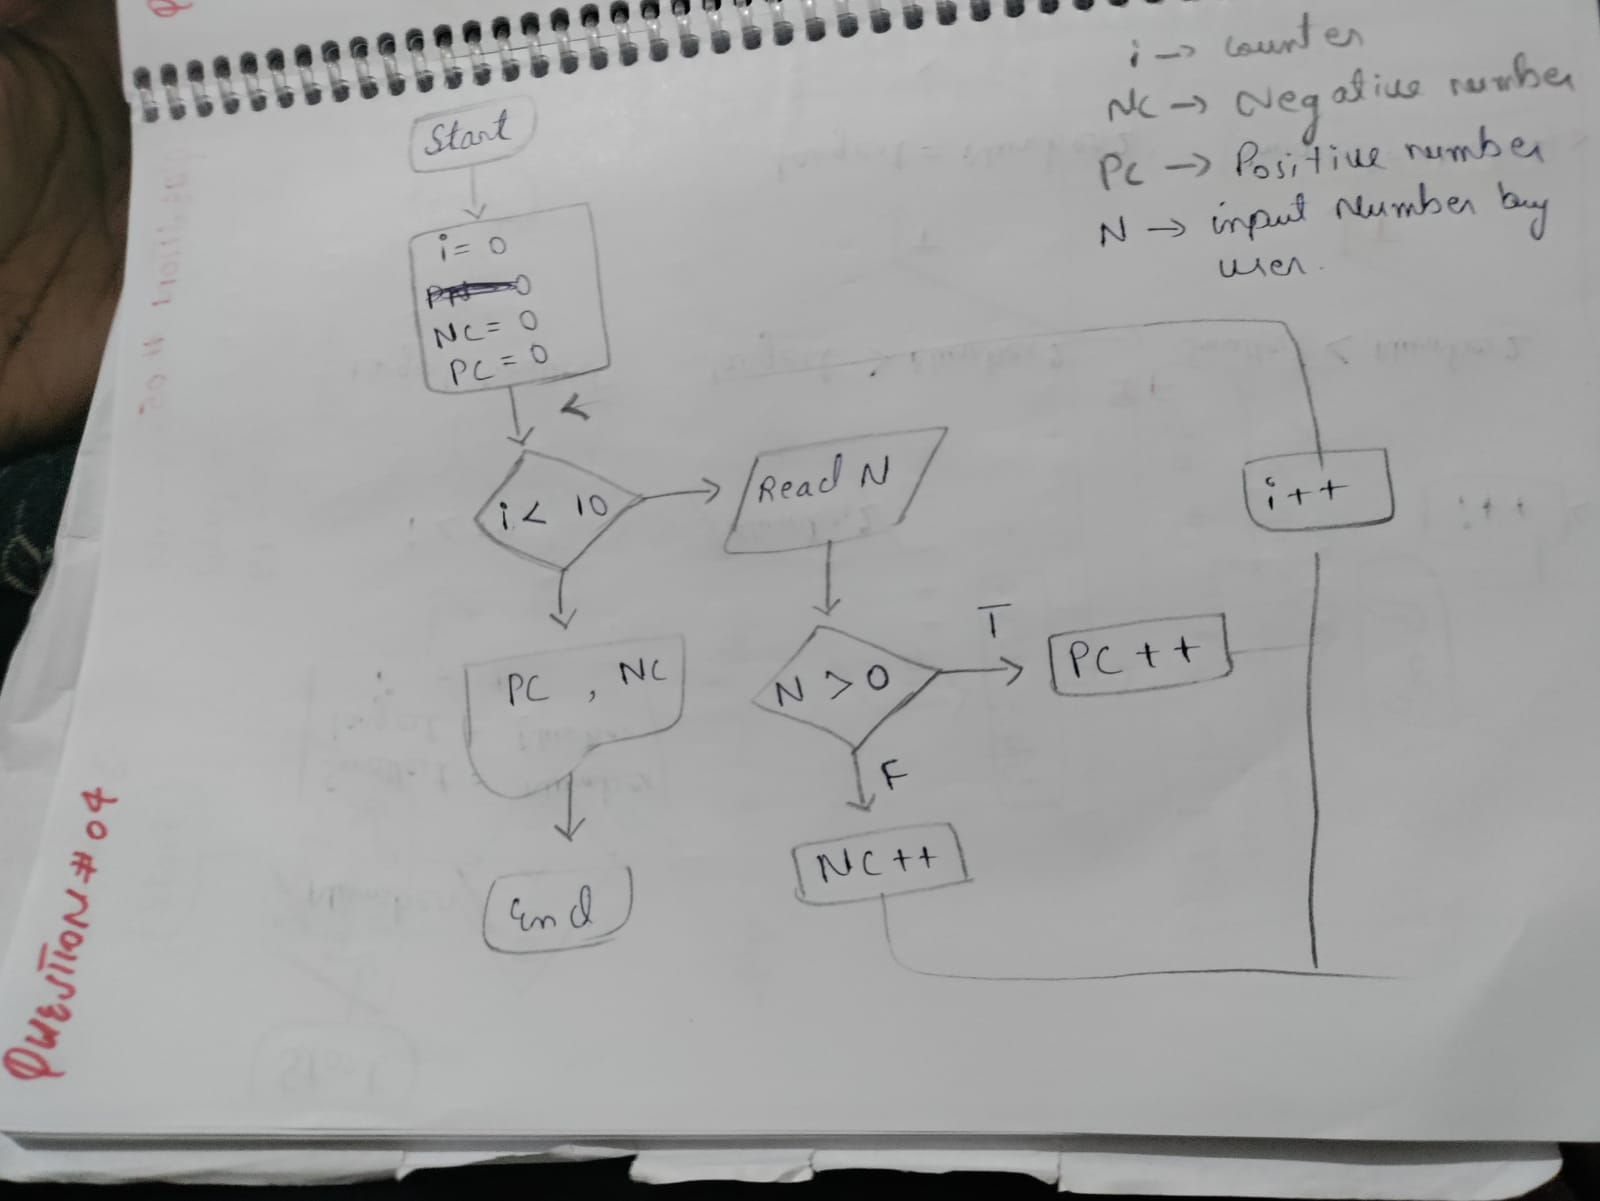 i → counter
NC → Negative number
PC → Positive number
N → input Number by
user.
Start
i = 0
NC = 0
PC = 0
i < 10
Read N
i++
N > 0
T
PC ++
F
PC , NC
NC ++
End
QUESTION # 04